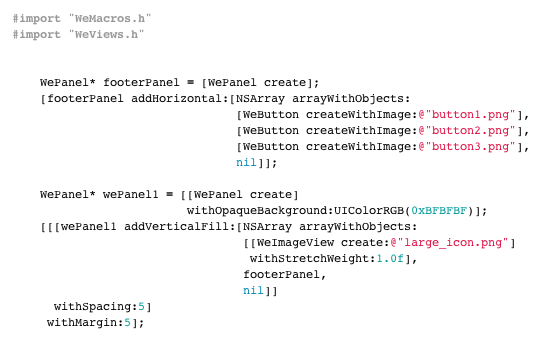 #import "WeMacros.h"
#import "WeViews.h"
WePanel* footerPanel = [WePanel create];
[footerPanel addHorizontal:[NSArray arrayWithObjects:
[WeButton createWithImage:@"button1.png"],
[WeButton createWithImage:@"button2.png"],
[WeButton createWithImage:@"button3.png"],
nil]];
WePanel* wePanel1 = [[WePanel create]
withOpaqueBackground:UIColorRGB(0xBFBFBF)];
[[[wePanel1 addVerticalFill:[NSArray arrayWithObjects:
[[WeImageView create:@"large_icon.png"]
withStretchWeight:1.0f],
footerPanel,
nil]]
withSpacing:5]
withMargin:5];